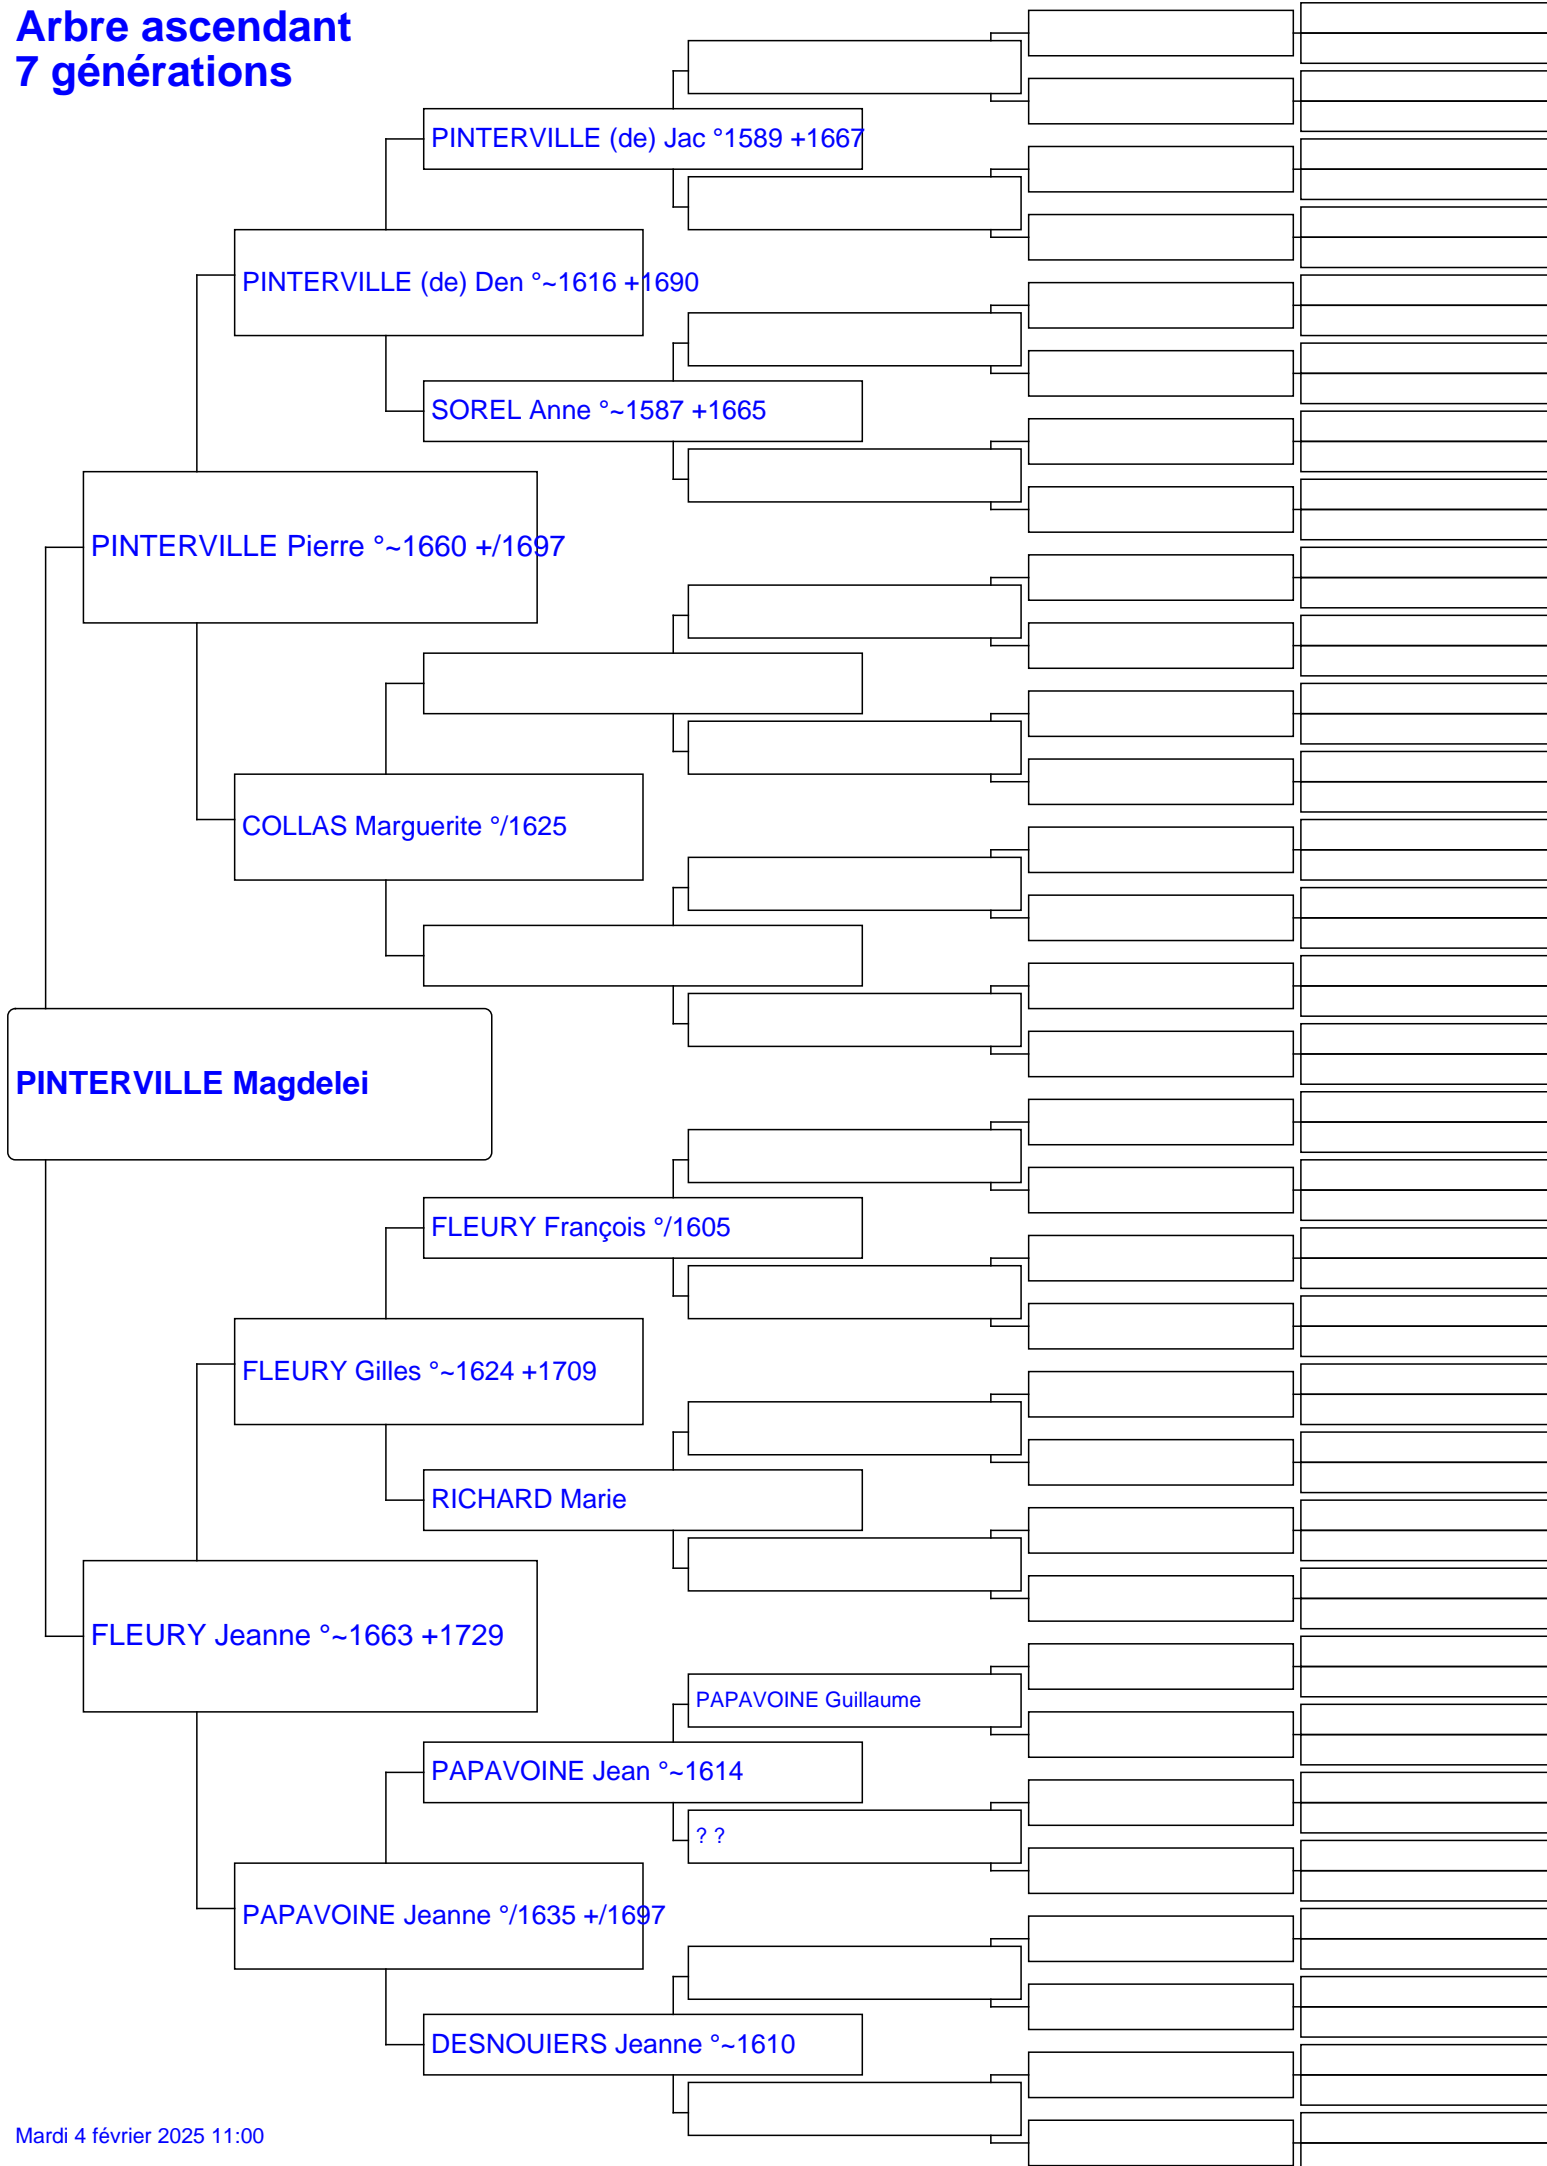 Arbre ascendant
7 générations
PINTERVILLE (de) Jac °1589 +1667
PINTERVILLE (de) Den °~1616 +1690
SOREL Anne °~1587 +1665
PINTERVILLE Pierre °~1660 +/1697
COLLAS Marguerite °/1625
PINTERVILLE Magdelei
FLEURY François °/1605
FLEURY Gilles °~1624 +1709
RICHARD Marie
FLEURY Jeanne °~1663 +1729
PAPAVOINE Guillaume
PAPAVOINE Jean °~1614
? ?
PAPAVOINE Jeanne °/1635 +/1697
DESNOUIERS Jeanne °~1610
Mardi 4 février 2025 11:00